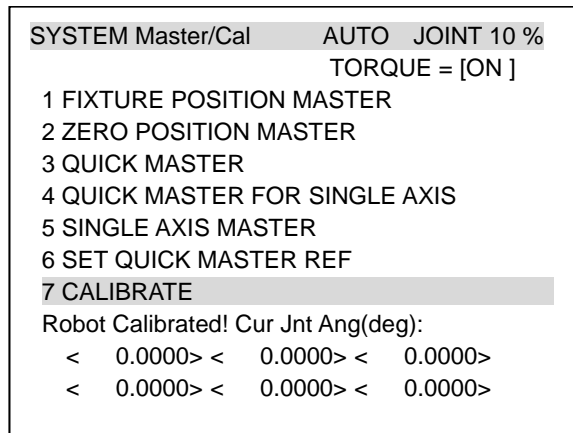 SYSTEM Master/Cal AUTO JOINT 10 %
TORQUE = [ON ]
1 FIXTURE POSITION MASTER
2 ZERO POSITION MASTER
3 QUICK MASTER
4 QUICK MASTER FOR SINGLE AXIS
5 SINGLE AXIS MASTER
6 SET QUICK MASTER REF
7 CALIBRATE
Robot Calibrated! Cur Jnt Ang(deg):
< 0.0000> < 0.0000> < 0.0000>
< 0.0000> < 0.0000> < 0.0000>